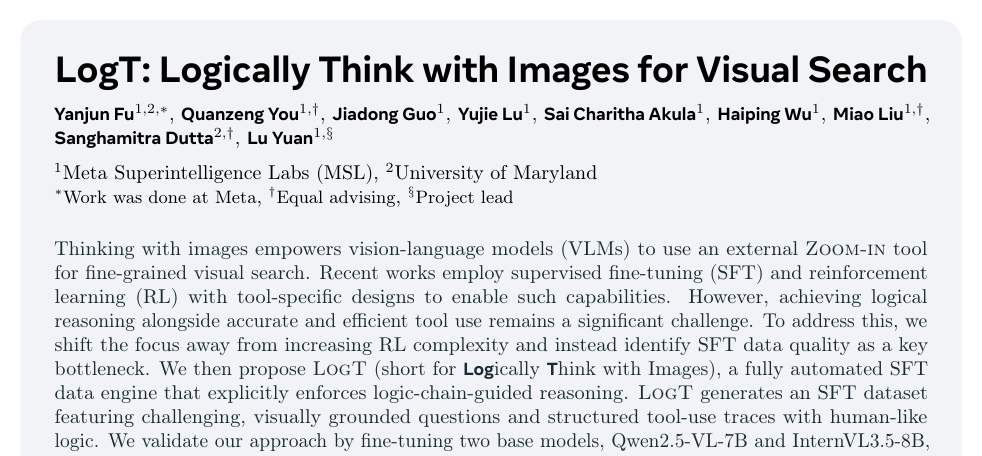 LogT: Logically Think with Images for Visual Search
Yanjun Fu1,2,∗, Quanzeng You1,†, Jiadong Guo1, Yujie Lu1, Sai Charitha Akula1, Haiping Wu1, Miao Liu1,†,
Sanghamitra Dutta2,†, Lu Yuan1,§
1Meta Superintelligence Labs (MSL), 2University of Maryland
∗Work was done at Meta, †Equal advising, §Project lead
Thinking with images empowers vision-language models (VLMs) to use an external Zoom-in tool
for fine-grained visual search. Recent works employ supervised fine-tuning (SFT) and reinforcement
learning (RL) with tool-specific designs to enable such capabilities. However, achieving logical
reasoning alongside accurate and efficient tool use remains a significant challenge. To address this, we
shift the focus away from increasing RL complexity and instead identify SFT data quality as a key
bottleneck. We then propose LogT (short for Logically Think with Images), a fully automated SFT
data engine that explicitly enforces logic-chain-guided reasoning. LogT generates an SFT dataset
featuring challenging, visually grounded questions and structured tool-use traces with human-like
logic. We validate our approach by fine-tuning two base models, Qwen2.5-VL-7B and InternVL3.5-8B,